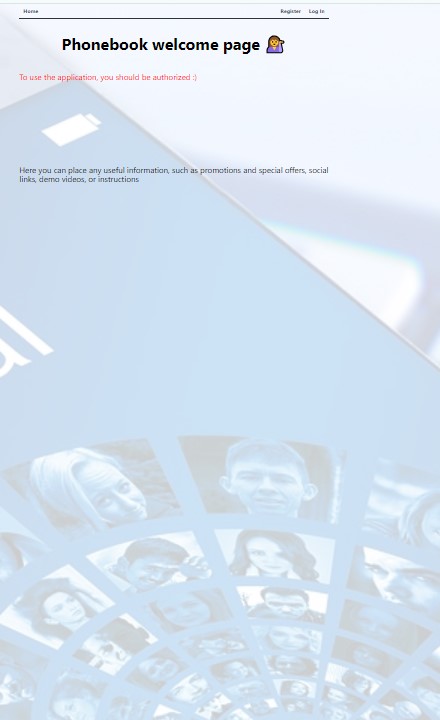 Home Register Log In
Phonebook welcome page 💁
To use the application, you should be authorized :)
Here you can place any useful information, such as promotions and special offers, social
links, demo videos, or instructions
al